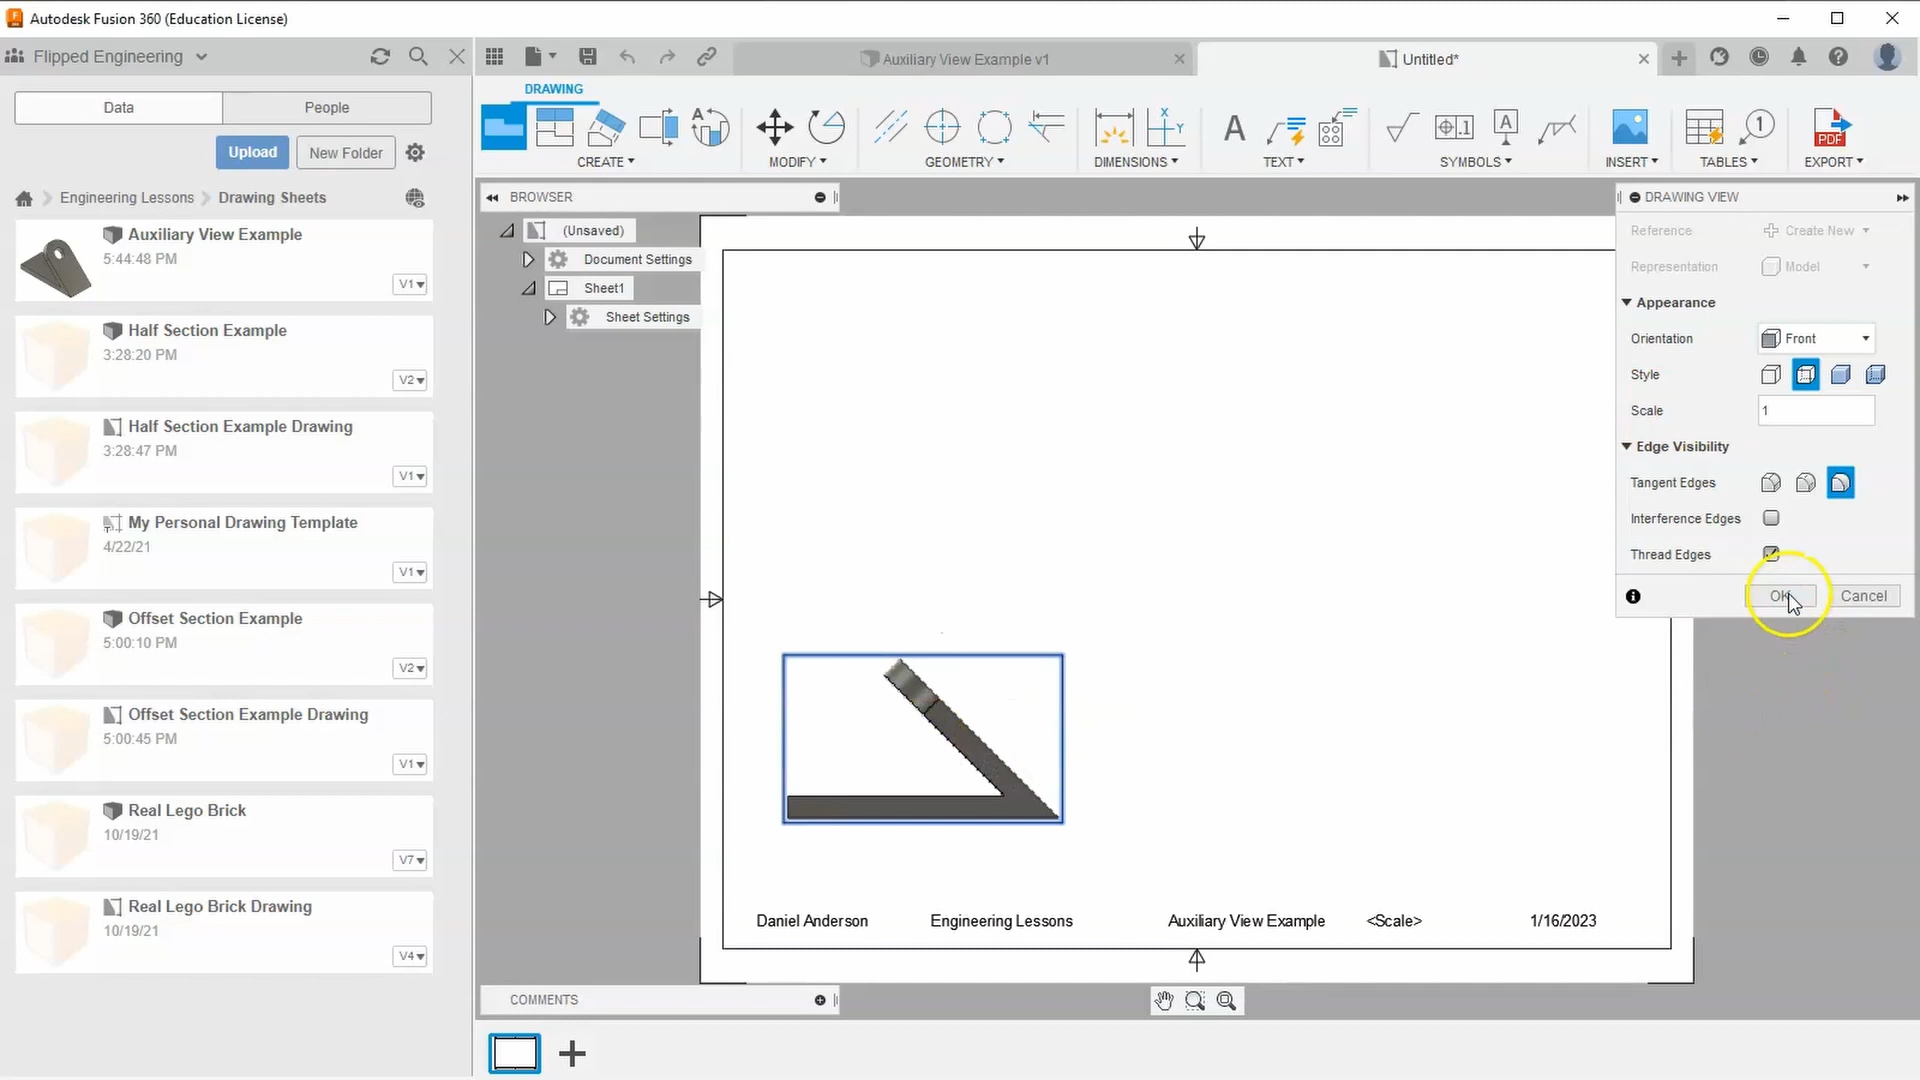 Autodesk Fusion 360 (Education License)
Flipped Engineering
Auxiliary View Example v1
Untitled*
Data
People
Upload
New Folder
Engineering Lessons
Drawing Sheets
Auxiliary View Example
5:44:48 PM
V1
Half Section Example
3:28:20 PM
V2
Half Section Example Drawing
3:28:47 PM
V1
My Personal Drawing Template
4/22/21
V1
Offset Section Example
5:00:10 PM
V2
Offset Section Example Drawing
5:00:45 PM
V1
Real Lego Brick
10/19/21
V7
Real Lego Brick Drawing
10/19/21
V4
DRAWING
CREATE
MODIFY
GEOMETRY
DIMENSIONS
TEXT
SYMBOLS
INSERT
TABLES
EXPORT
BROWSER
(Unsaved)
Document Settings
Sheet1
Sheet Settings
DRAWING VIEW
Reference
Create New
Representation
Model
Appearance
Orientation
Front
Style
Scale
1
Edge Visibility
Tangent Edges
Interference Edges
Thread Edges
OK
Cancel
Daniel Anderson
Engineering Lessons
Auxiliary View Example
<Scale>
1/16/2023
COMMENTS